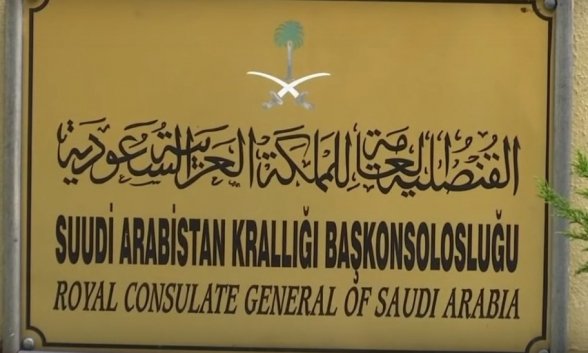 القنصلية العامة للمملكة العربية السعودية
SUUDİ ARABİSTAN KRALLIĞI BAŞKONSOLOSLUĞU
ROYAL CONSULATE GENERAL OF SAUDI ARABIA